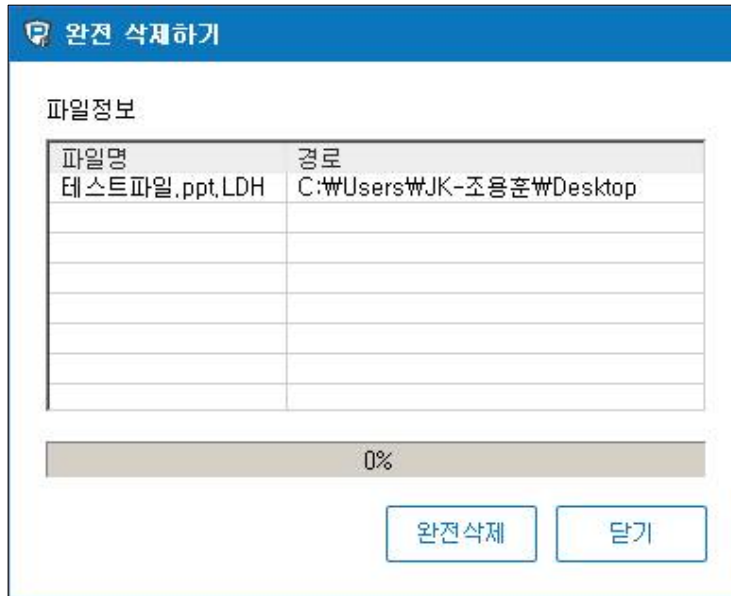 완전 삭제하기
파일정보
파일명 경로
테스트파일.ppt.LDH C:₩Users₩JK-조용훈₩Desktop
0%
완전삭제 닫기